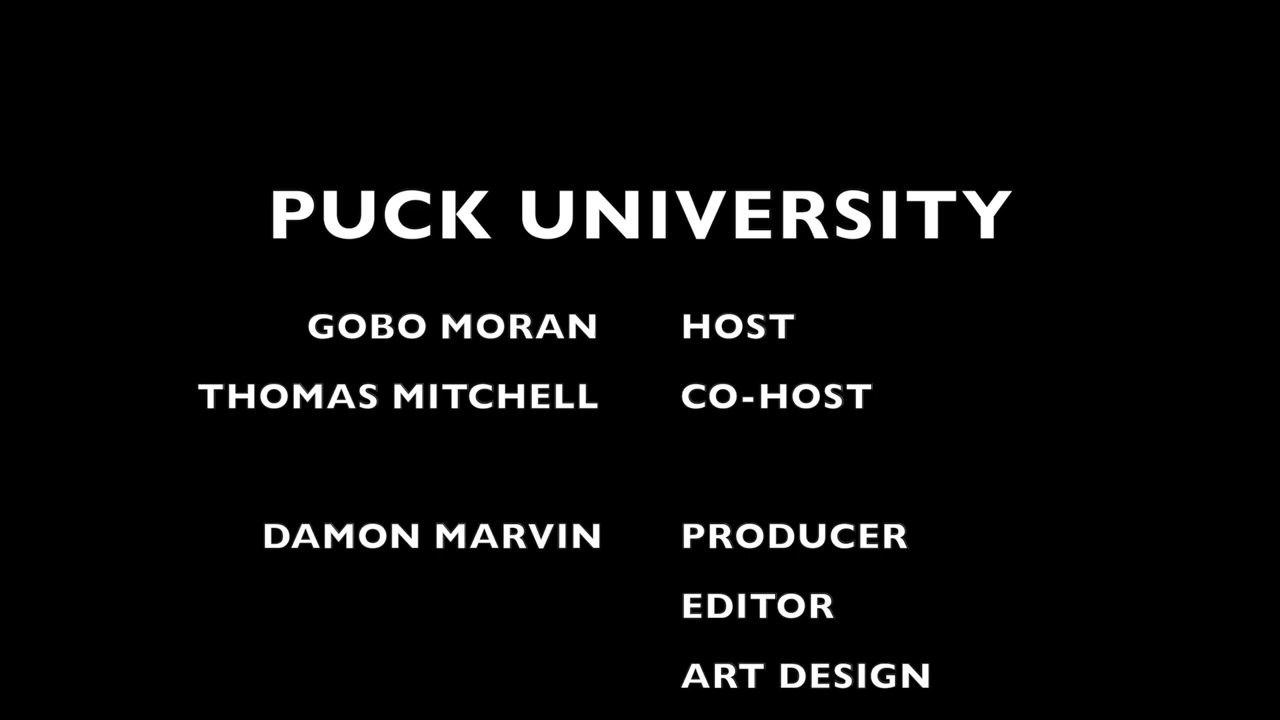 PUCK UNIVERSITY
GOBO MORAN HOST
THOMAS MITCHELL CO-HOST
DAMON MARVIN PRODUCER
EDITOR
ART DESIGN